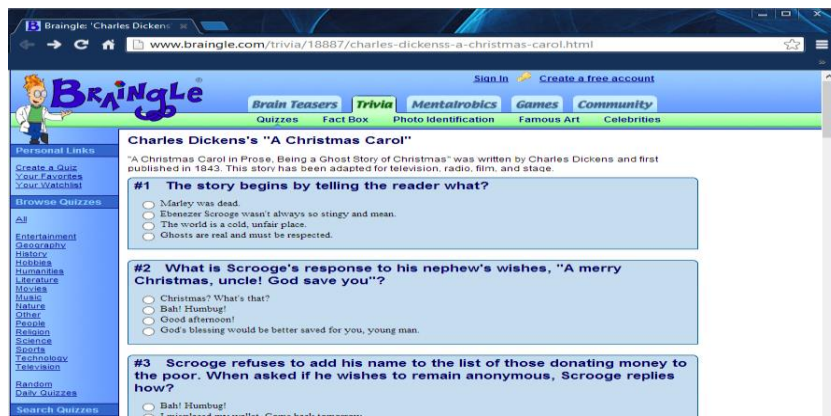 Braingle: 'Charles Dickens
www.braingle.com/trivia/18887/charles-dickenss-a-christmas-carol.html
BRAiNGLe
Sign In Create a free account
Brain Teasers Trivia Mentalrobics Games Community
Quizzes Fact Box Photo Identification Famous Art Celebrities
Personal Links
Create a Quiz
Your Favorites
Your Watchlist
Browse Quizzes
All
Entertainment
Geography
History
Hobbies
Humanities
Literature
Movies
Music
Nature
Other
People
Religion
Science
Sports
Technology
Television
Random
Daily Quizzes
Search Quizzes
Charles Dickens's "A Christmas Carol"
"A Christmas Carol in Prose, Being a Ghost Story of Christmas" was written by Charles Dickens and first
published in 1843. This story has been adapted for television, radio, film, and stage.
#1 The story begins by telling the reader what?
Marley was dead.
Ebenezer Scrooge wasn't always so stingy and mean.
The world is a cold, unfair place.
Ghosts are real and must be respected.
#2 What is Scrooge's response to his nephew's wishes, "A merry
Christmas, uncle! God save you"?
Christmas? What's that?
Bah! Humbug!
Good afternoon!
God's blessing would be better saved for you, young man.
#3 Scrooge refuses to add his name to the list of those donating money to
the poor. When asked if he wishes to remain anonymous, Scrooge replies
how?
Bah! Humbug!
I misplaced my wallet. Come back tomorrow.